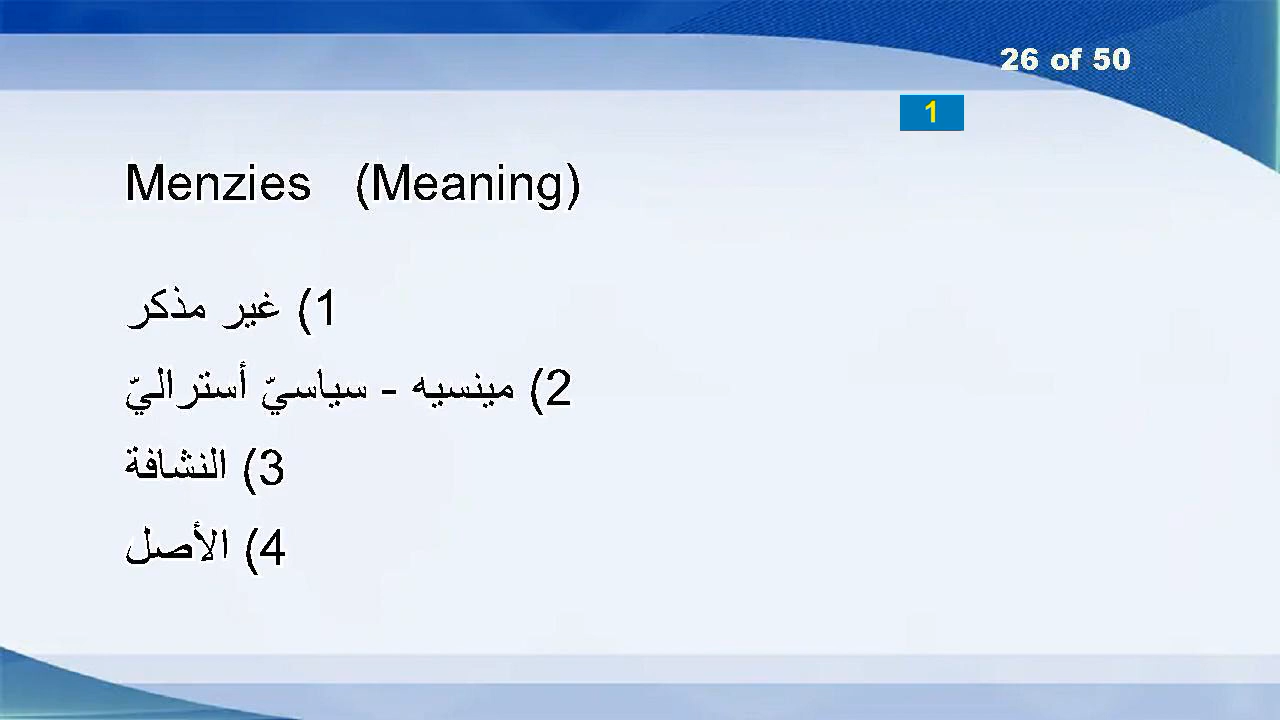 26 of 50
1
Menzies (Meaning)
1) غير مذكر
2) مينسيه - سياسيّ أستراليّ
3) النشافة
4) الأصل